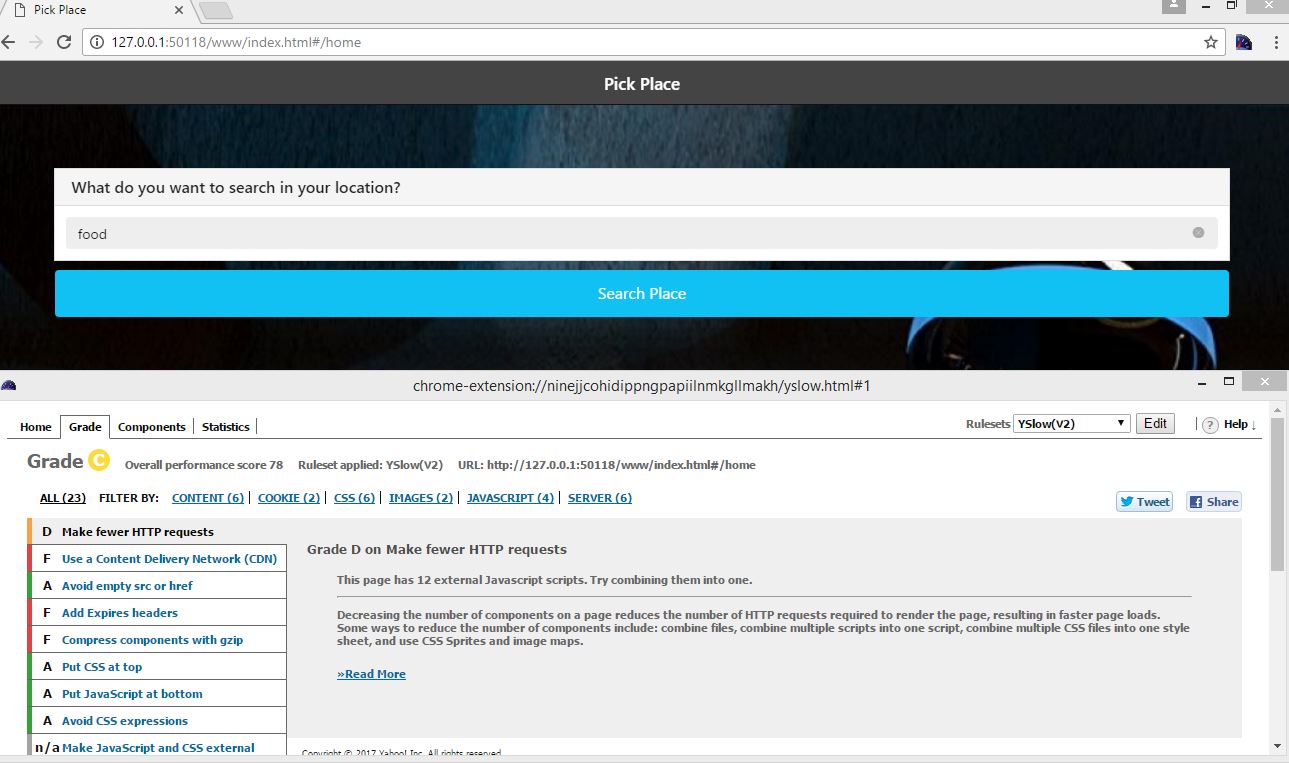 Pick Place
127.0.0.1:50118/www/index.html#/home
Pick Place
What do you want to search in your location?
food
Search Place
chrome-extension://ninejjcohidippngpapiilnmkgllmakh/yslow.html#1
Home Grade Components Statistics
Rulesets YSlow(V2) Edit ? Help ↓
Grade C Overall performance score 78 Ruleset applied: YSlow(V2) URL: http://127.0.0.1:50118/www/index.html#/home
ALL (23) FILTER BY: CONTENT (6) | COOKIE (2) | CSS (6) | IMAGES (2) | JAVASCRIPT (4) | SERVER (6)
Tweet Share
D Make fewer HTTP requests
F Use a Content Delivery Network (CDN)
A Avoid empty src or href
F Add Expires headers
F Compress components with gzip
A Put CSS at top
A Put JavaScript at bottom
A Avoid CSS expressions
n/a Make JavaScript and CSS external
Grade D on Make fewer HTTP requests
This page has 12 external Javascript scripts. Try combining them into one.
Decreasing the number of components on a page reduces the number of HTTP requests required to render the page, resulting in faster page loads.
Some ways to reduce the number of components include: combine files, combine multiple scripts into one script, combine multiple CSS files into one style
sheet, and use CSS Sprites and image maps.
»Read More
Copyright © 2017 Yahoo! Inc. All rights reserved.